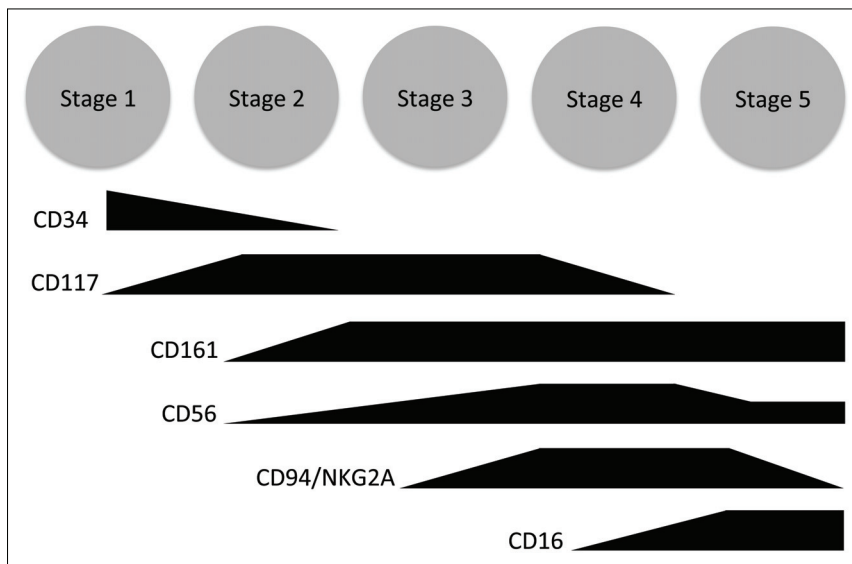 Stage 1 Stage 2 Stage 3 Stage 4 Stage 5
CD34
CD117
CD161
CD56
CD94/NKG2A
CD16